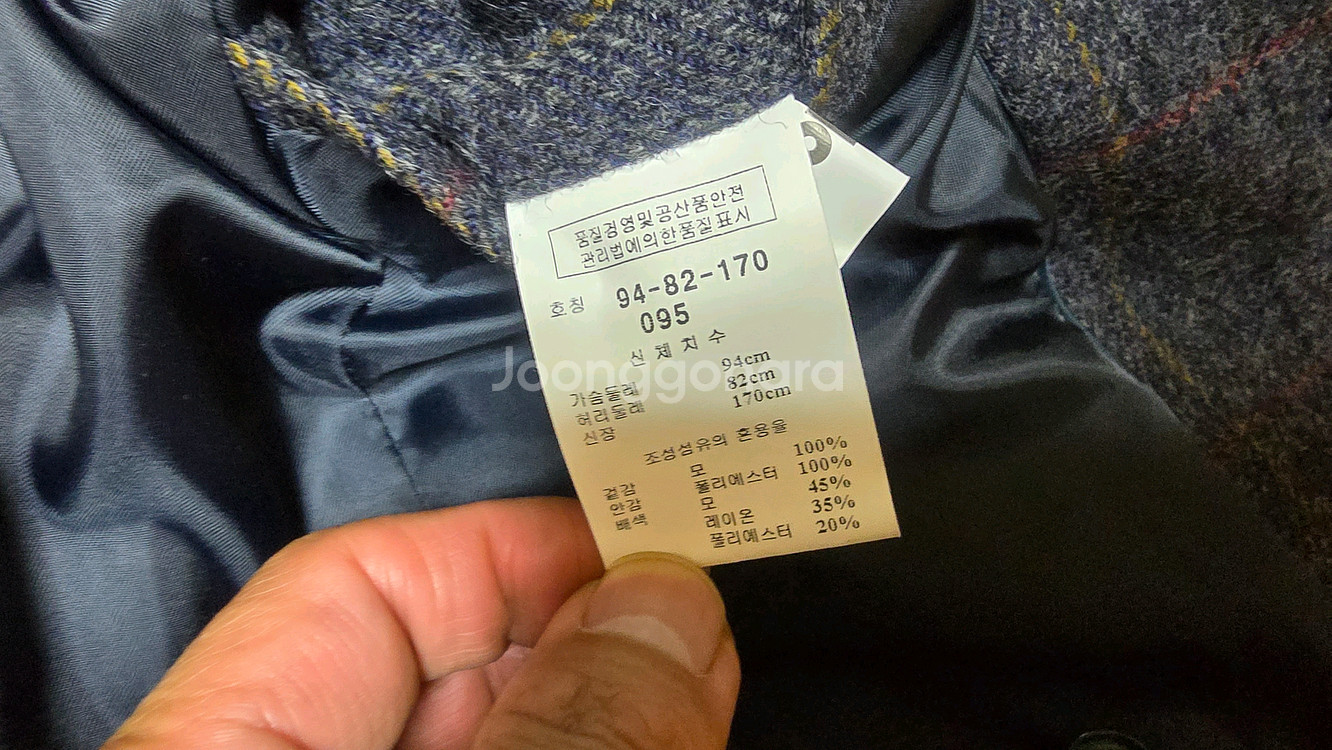 품질경영및공산품안전
관리법에의한품질표시
호칭 94-82-170
095
신체치수
가슴둘레 94cm
허리둘레 82cm
신장 170cm
조성섬유의 혼용율
겉감 모 100%
안감 폴리에스터 100%
배색 모 45%
레이온 35%
폴리에스터 20%
Joonggonara